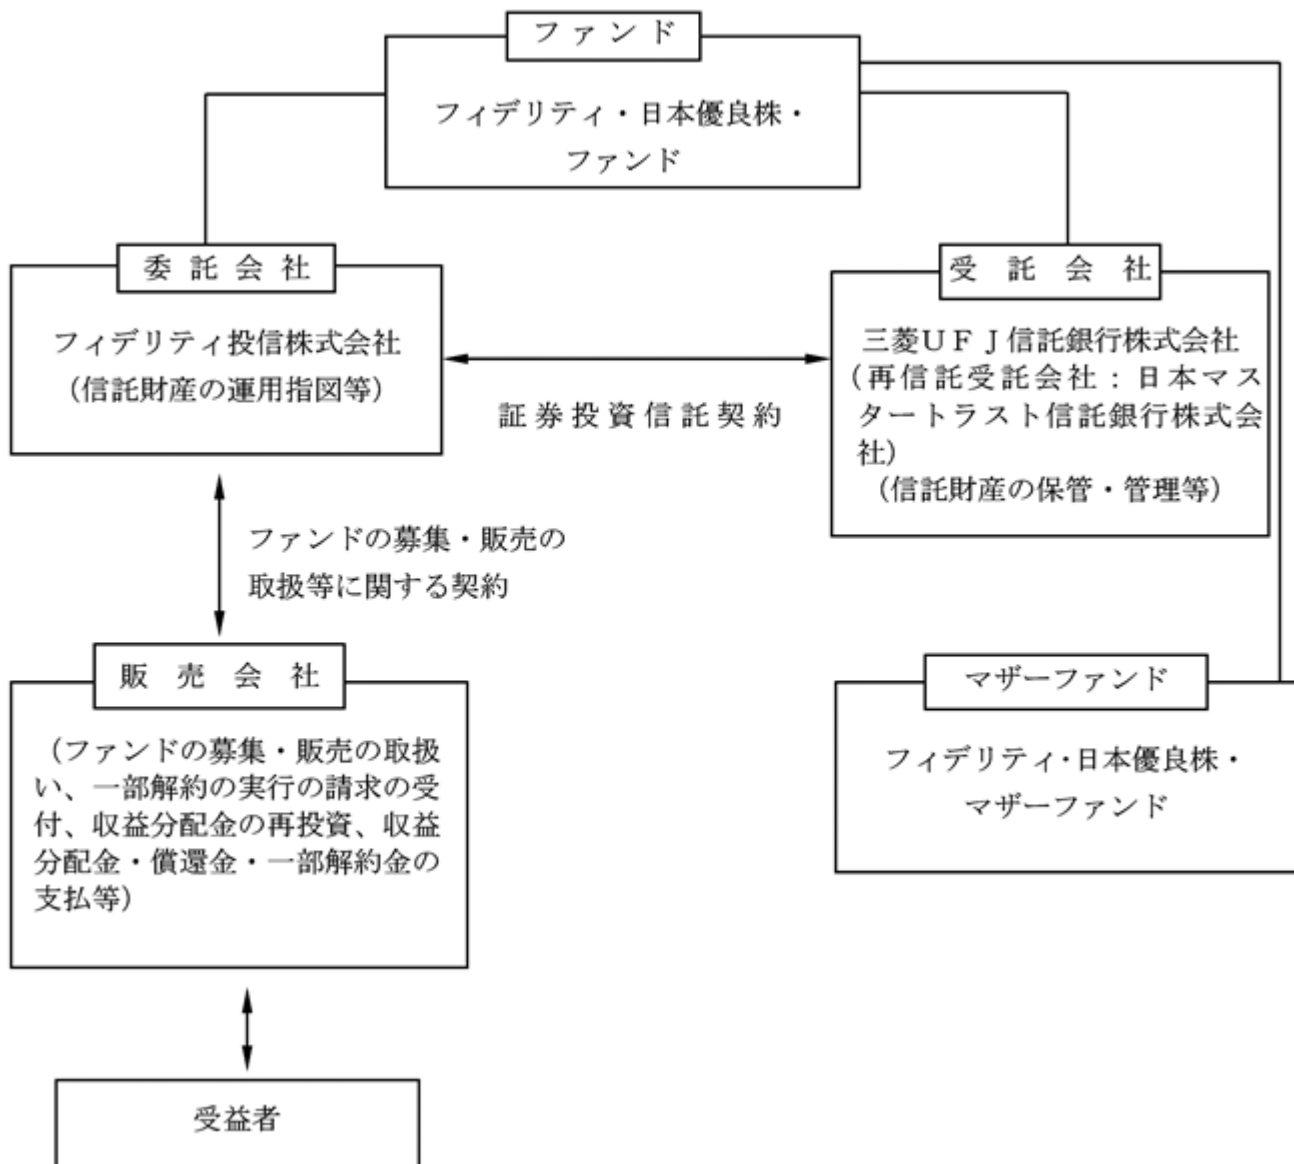 ファンド
フィデリティ・日本優良株・
ファンド
委託会社
フィデリティ投信株式会社
(信託財産の運用指図等)
証券投資信託契約
受託会社
三菱UFJ信託銀行株式会社
(再信託受託会社:日本マス
タートラスト信託銀行株式会
社)
(信託財産の保管・管理等)
ファンドの募集・販売の
取扱等に関する契約
販売会社
(ファンドの募集・販売の取扱
い、一部解約の実行の請求の受
付、収益分配金の再投資、収益
分配金・償還金・一部解約金の
支払等)
マザーファンド
フィデリティ・日本優良株・
マザーファンド
受益者